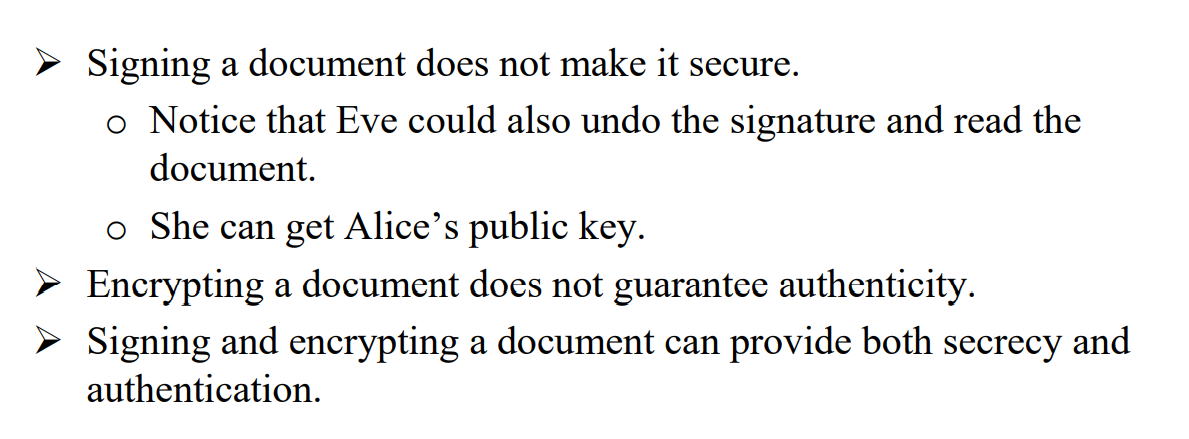 ➢ Signing a document does not make it secure.
o Notice that Eve could also undo the signature and read the
document.
o She can get Alice’s public key.
➢ Encrypting a document does not guarantee authenticity.
➢ Signing and encrypting a document can provide both secrecy and
authentication.